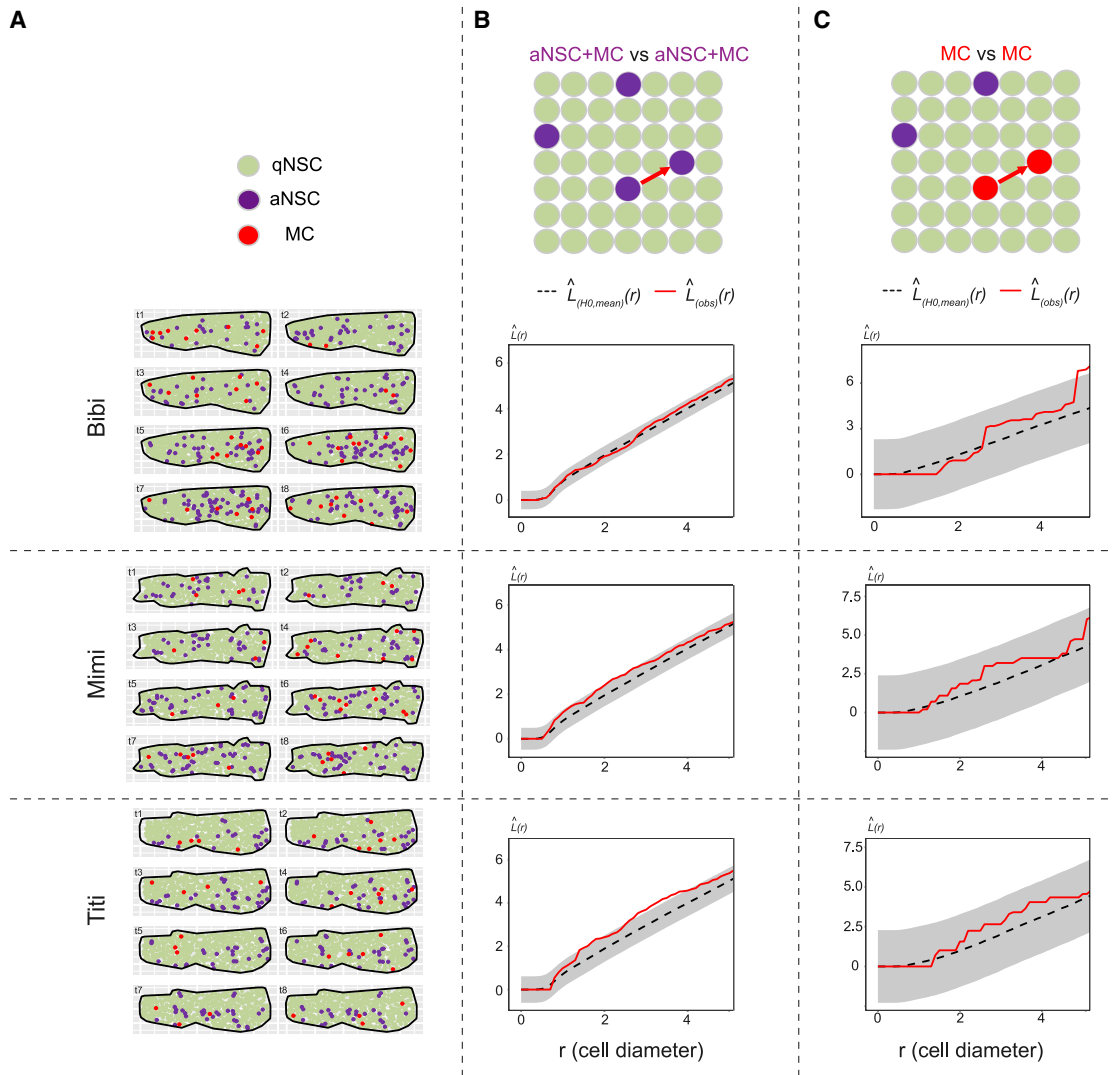 A
B
C
aNSC+MC vs aNSC+MC
MC vs MC
qNSC
aNSC
MC
L̂(H0,mean)(r) L̂(obs)(r)
L̂(H0,mean)(r) L̂(obs)(r)
Bibi
t1 t2
t3 t4
t5 t6
t7 t8
L̂(r)
6
4
2
0
0 2 4
L̂(r)
6
3
0
0 2 4
Mimi
t1 t2
t3 t4
t5 t6
t7 t8
L̂(r)
6
4
2
0
0 2 4
L̂(r)
7.5
5.0
2.5
0
0 2 4
Titi
t1 t2
t3 t4
t5 t6
t7 t8
L̂(r)
6
4
2
0
0 2 4
r (cell diameter)
L̂(r)
7.5
5.0
2.5
0
0 2 4
r (cell diameter)